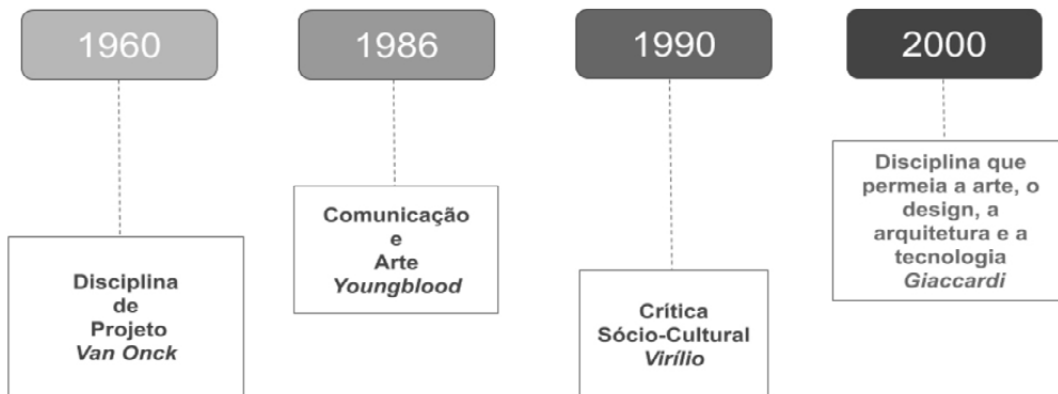 1960
1986
1990
2000
Disciplina
de
Projeto
Van Onck
Comunicação
e
Arte
Youngblood
Crítica
Sócio-Cultural
Virílio
Disciplina que
permeia a arte, o
design, a
arquitetura e a
tecnologia
Giaccardi